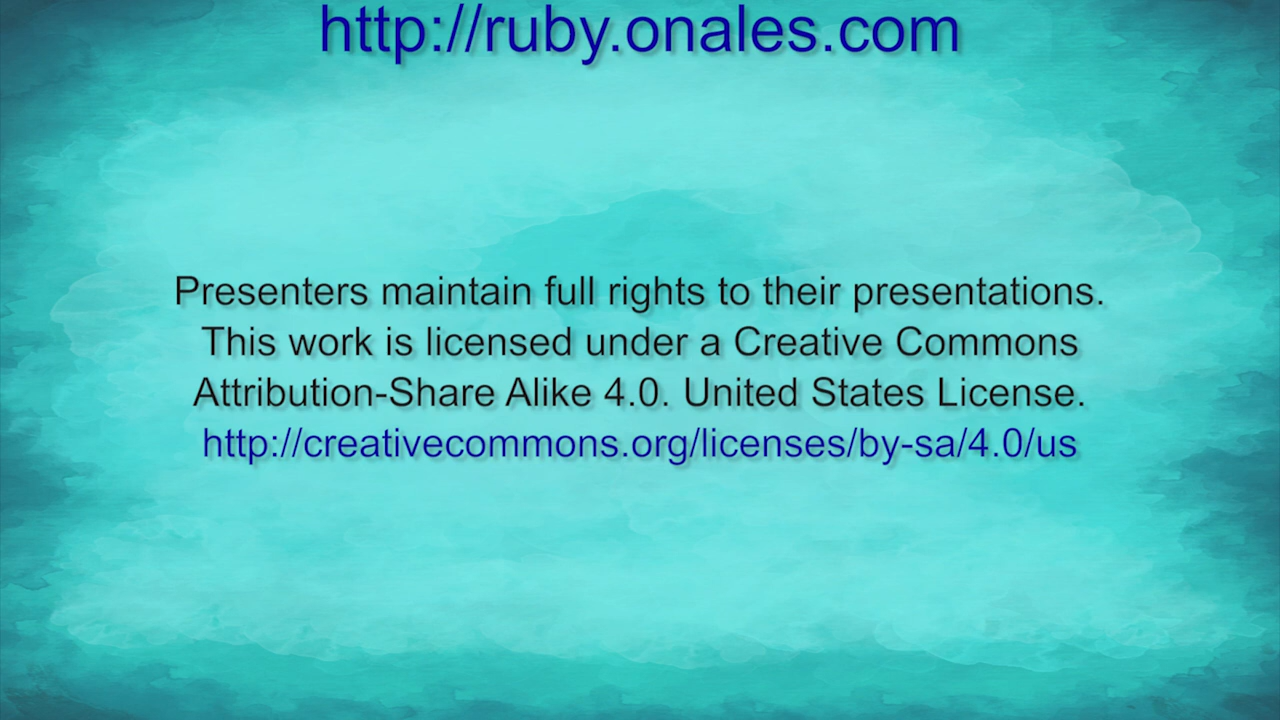 http://ruby.onales.com
Presenters maintain full rights to their presentations.
This work is licensed under a Creative Commons
Attribution-Share Alike 4.0. United States License.
http://creativecommons.org/licenses/by-sa/4.0/us